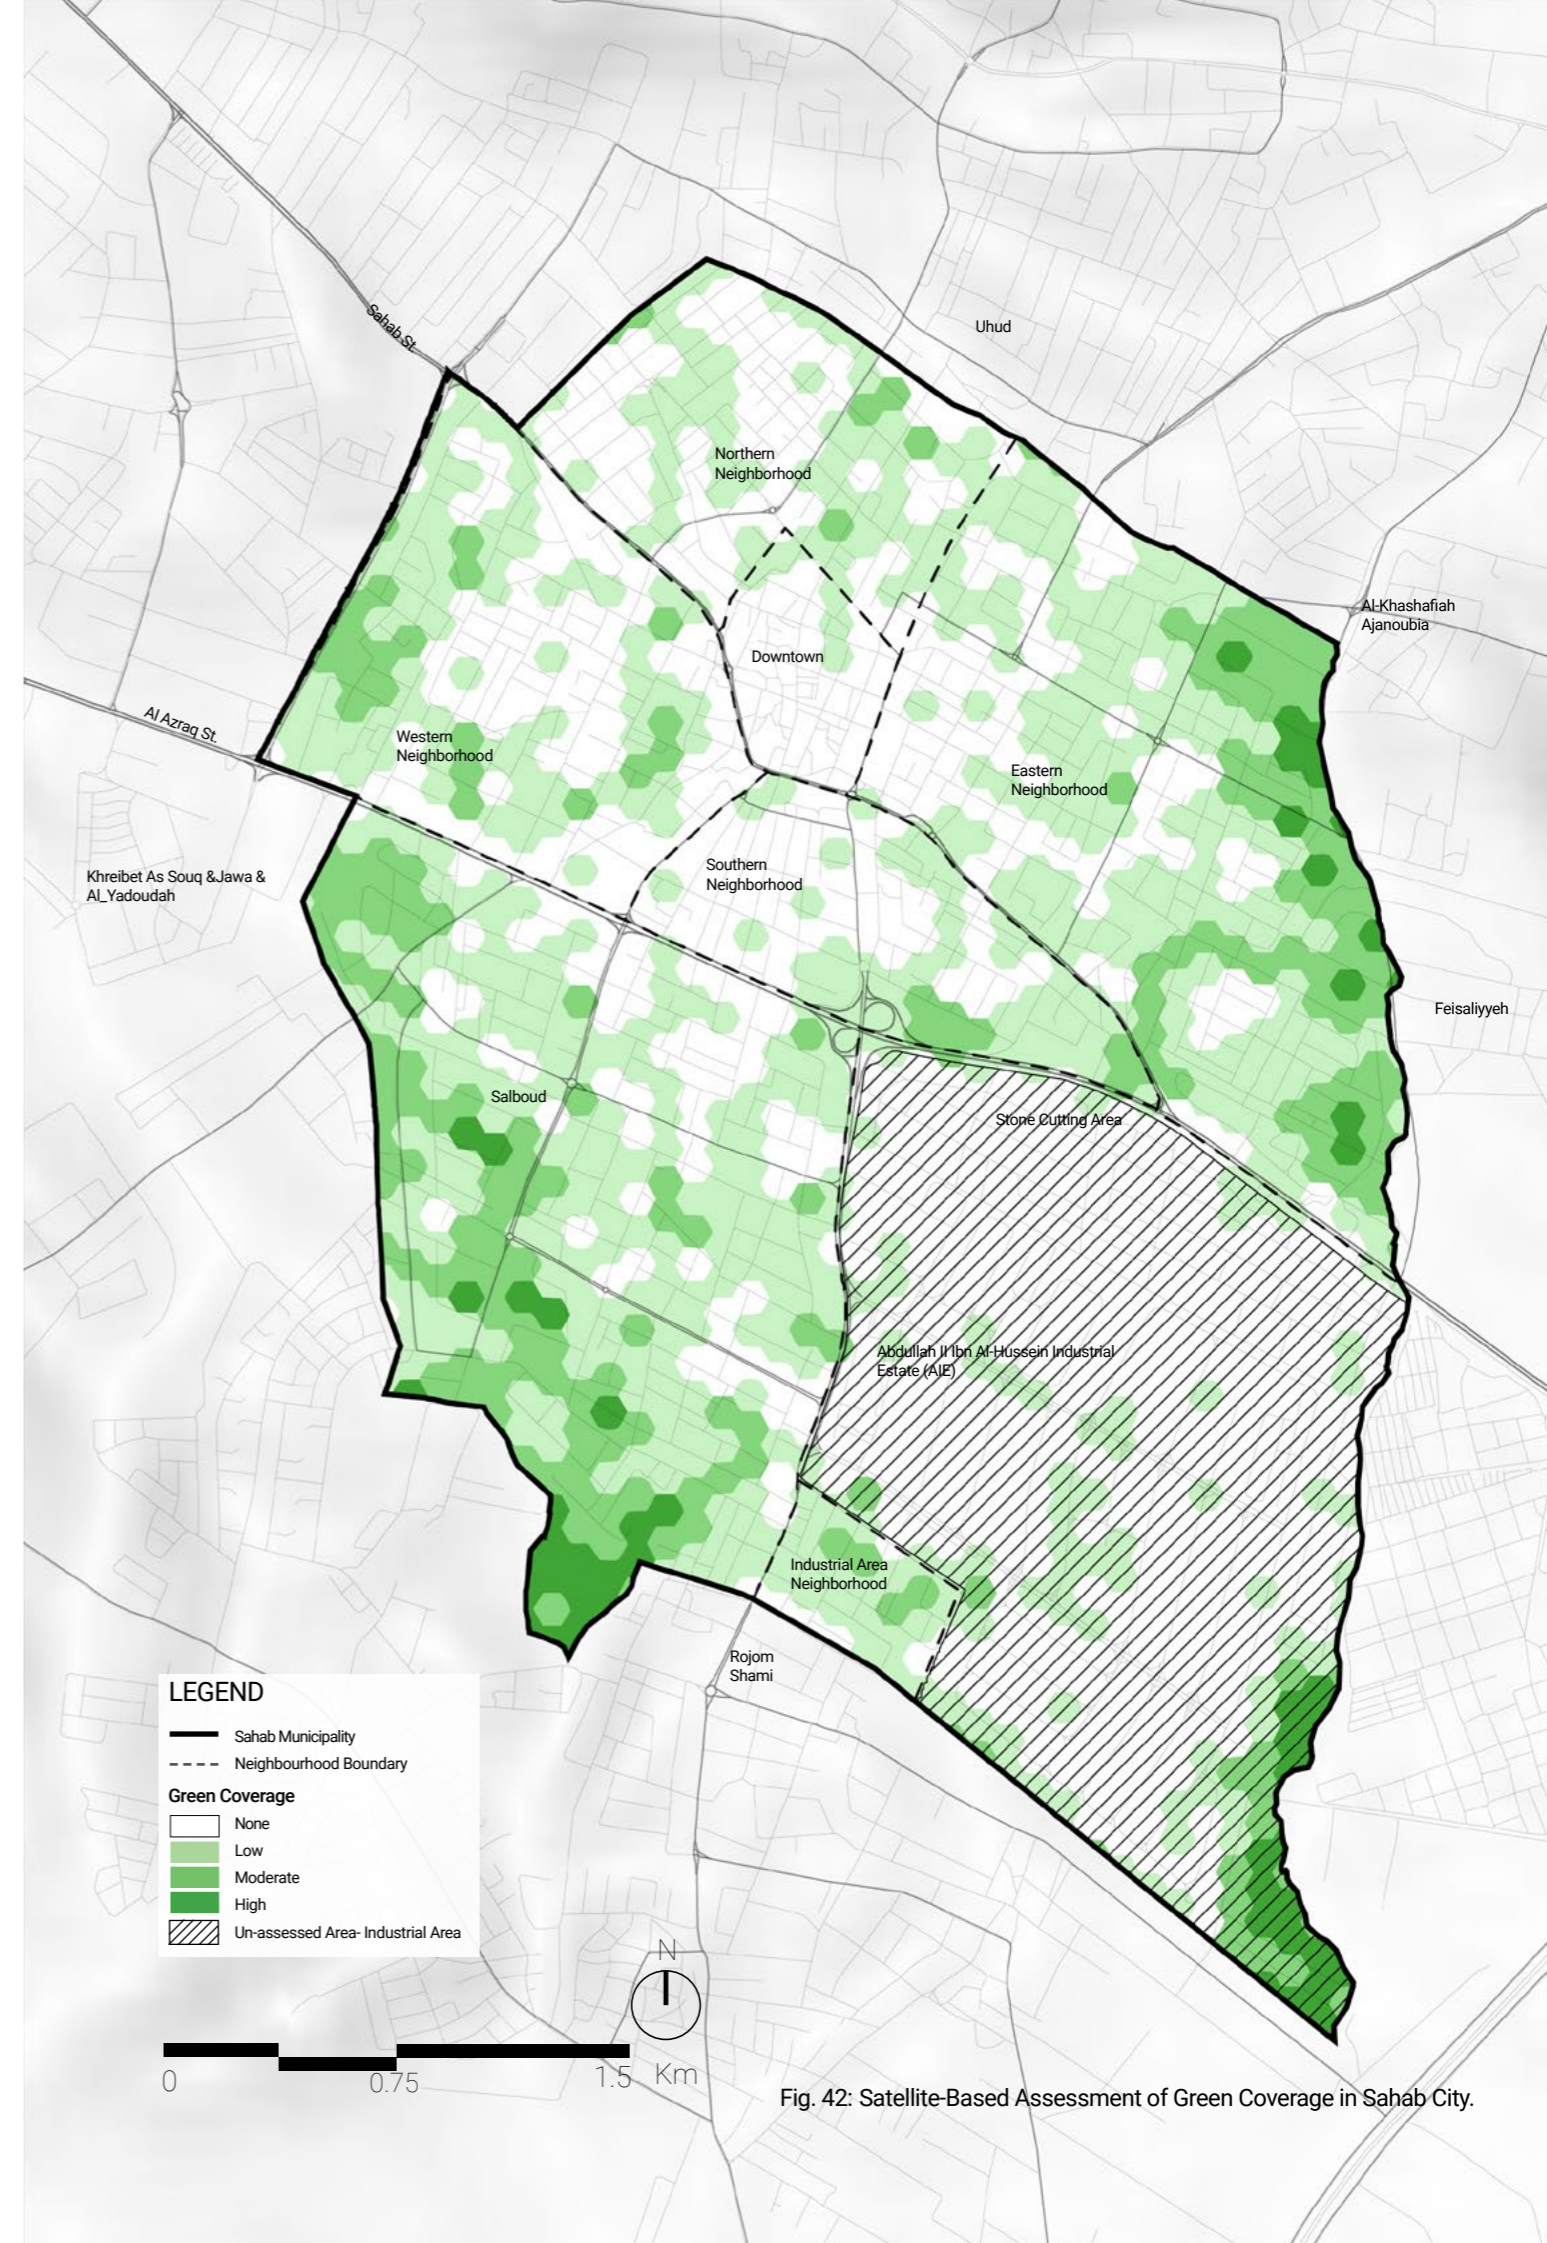 Sahab St.
Uhud
Northern
Neighborhood
Al-Khashafiah
Ajanoubia
Downtown
Al Azraq St.
Western
Neighborhood
Eastern
Neighborhood
Southern
Neighborhood
Khreibet As Souq &Jawa &
Al_Yadoudah
Feisaliyyeh
Salboud
Stone Cutting Area
Abdullah II Ibn Al-Hussein Industrial
Estate (AIE)
Industrial Area
Neighborhood
Rojom
Shami
LEGEND
Sahab Municipality
Neighbourhood Boundary
Green Coverage
None
Low
Moderate
High
Un-assessed Area- Industrial Area
N
0
0.75
1.5
Km
Fig. 42: Satellite-Based Assessment of Green Coverage in Sahab City.